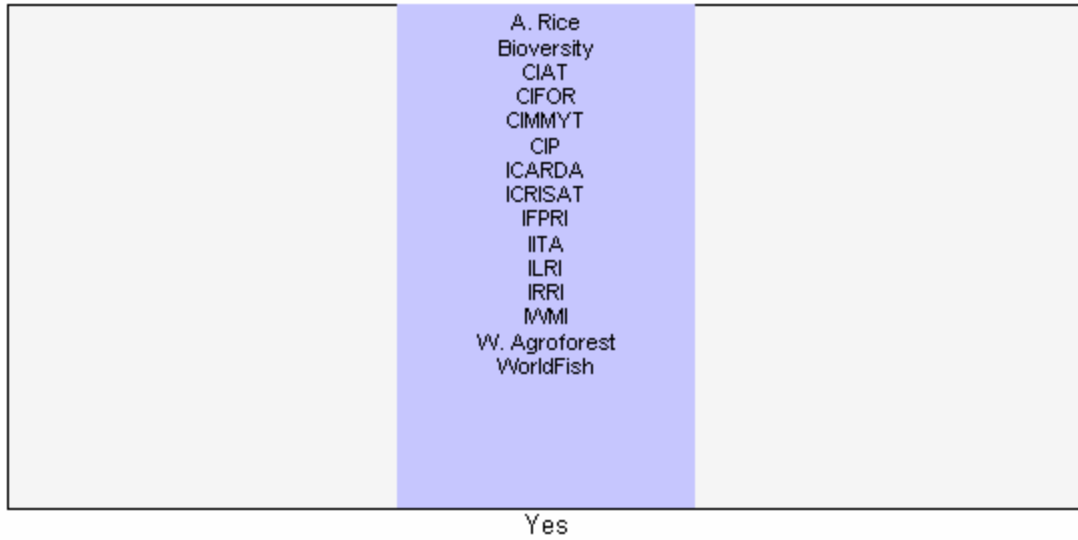 A. Rice
Bioversity
CIAT
CIFOR
CIMMYT
CIP
ICARDA
ICRISAT
IFPRI
IITA
ILRI
IRRI
IWMI
W. Agroforest
WorldFish
Yes